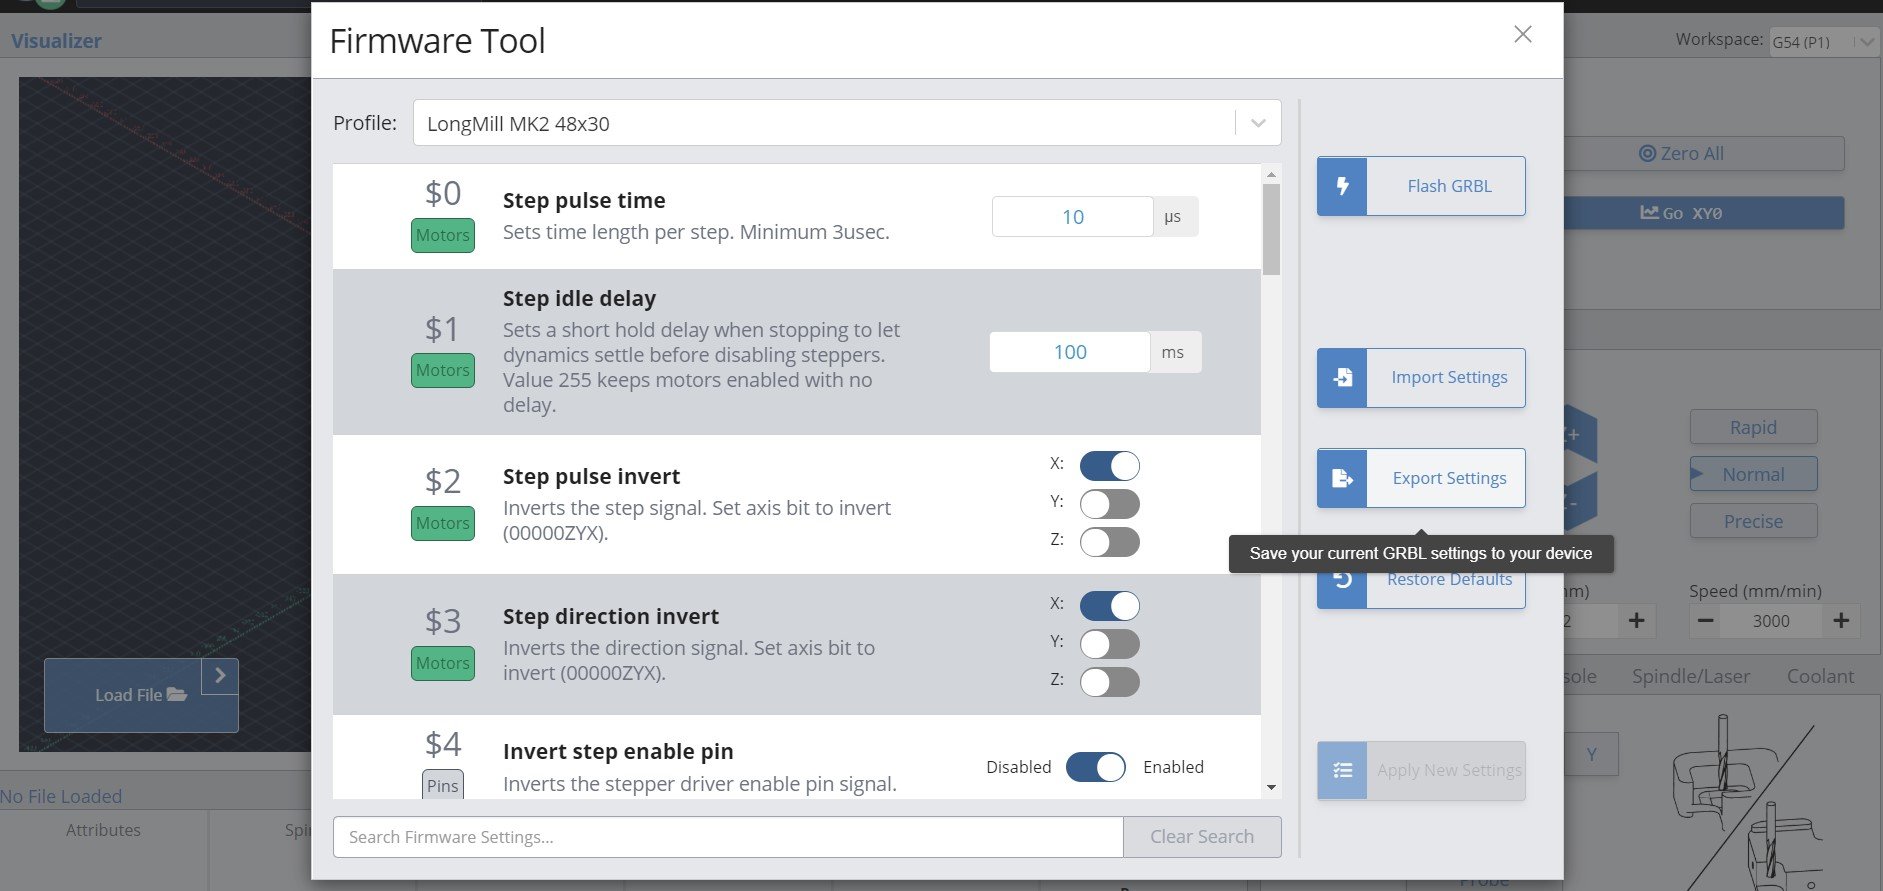 Firmware Tool
Visualizer
Workspace:
G54 (P1)
Profile:
LongMill MK2 48x30
$0
Motors
Step pulse time
Sets time length per step. Minimum 3usec.
10
µs
$1
Motors
Step idle delay
Sets a short hold delay when stopping to let
dynamics settle before disabling steppers.
Value 255 keeps motors enabled with no
delay.
100
ms
$2
Motors
Step pulse invert
Inverts the step signal. Set axis bit to invert
(00000ZYX).
X:
Y:
Z:
$3
Motors
Step direction invert
Inverts the direction signal. Set axis bit to
invert (00000ZYX).
X:
Y:
Z:
$4
Pins
Invert step enable pin
Inverts the stepper driver enable pin signal.
Disabled
Enabled
Search Firmware Settings...
Clear Search
Flash GRBL
Import Settings
Export Settings
Save your current GRBL settings to your device
Restore Defaults
Apply New Settings
Zero All
Go XY0
Rapid
Normal
Precise
Speed (mm/min)
3000
Spindle/Laser
Coolant
Y
Probe
Load File
No File Loaded
Attributes